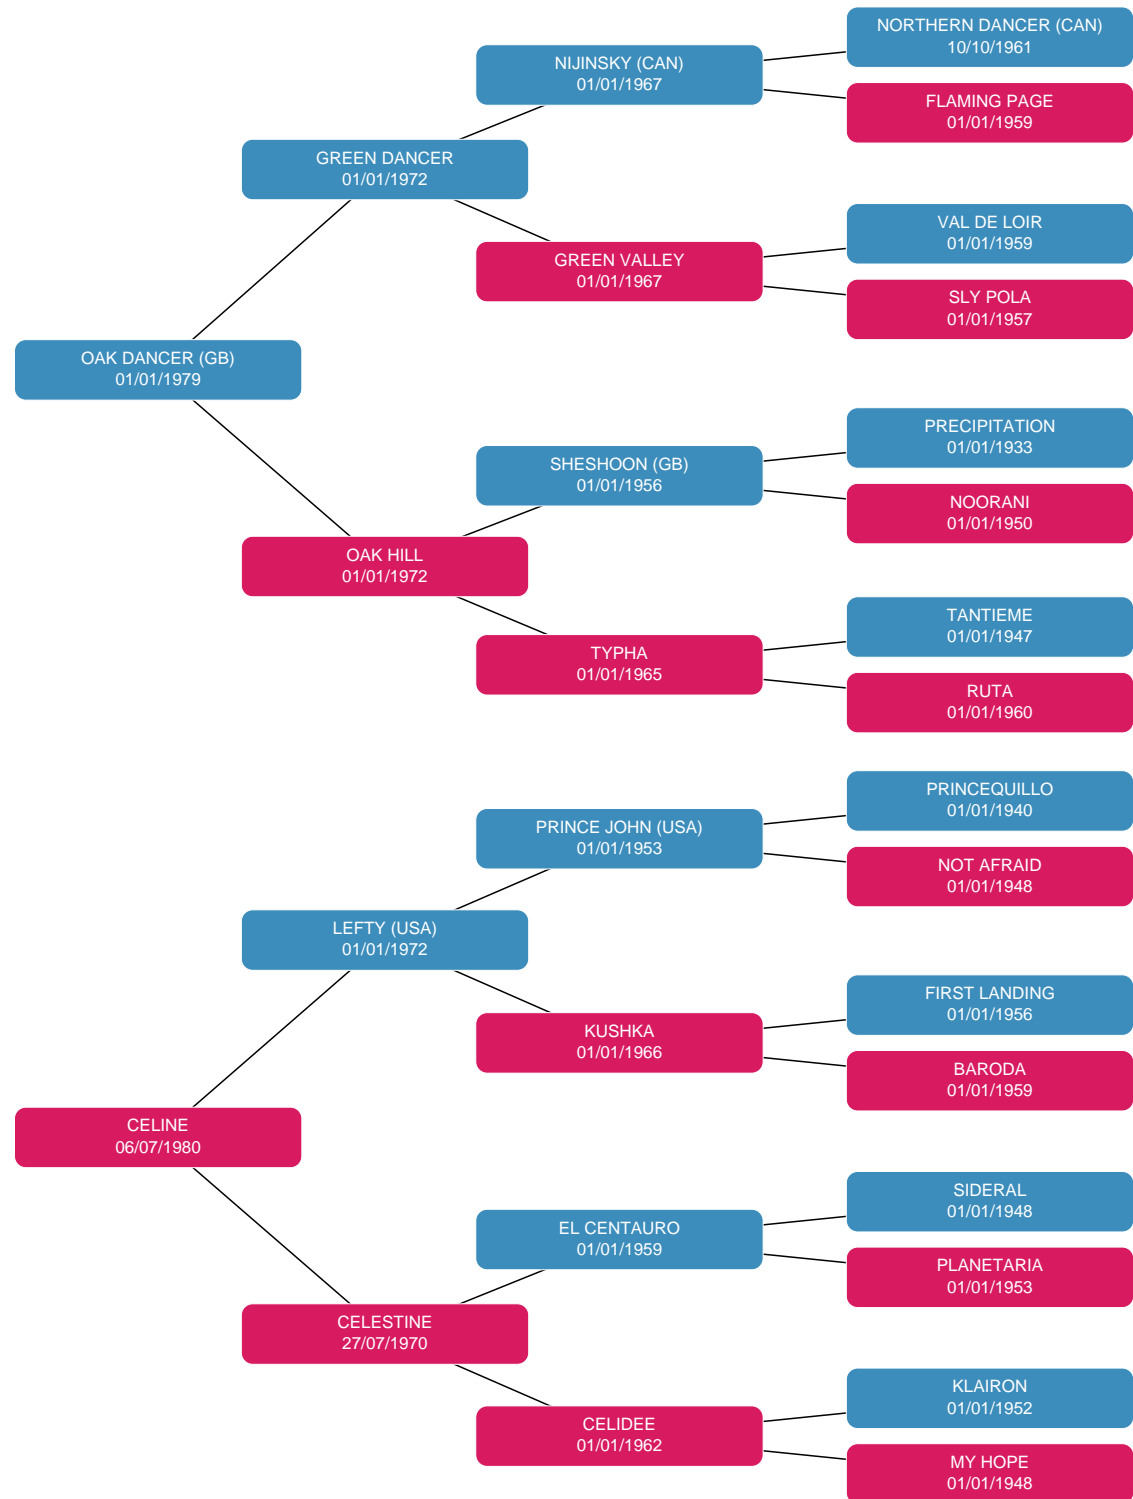 NORTHERN DANCER (CAN)
10/10/1961
NIJINSKY (CAN)
01/01/1967
FLAMING PAGE
01/01/1959
GREEN DANCER
01/01/1972
VAL DE LOIR
01/01/1959
GREEN VALLEY
01/01/1967
SLY POLA
01/01/1957
OAK DANCER (GB)
01/01/1979
PRECIPITATION
01/01/1933
SHESHOON (GB)
01/01/1956
NOORANI
01/01/1950
OAK HILL
01/01/1972
TANTIEME
01/01/1947
TYPHA
01/01/1965
RUTA
01/01/1960
PRINCEQUILLO
01/01/1940
PRINCE JOHN (USA)
01/01/1953
NOT AFRAID
01/01/1948
LEFTY (USA)
01/01/1972
FIRST LANDING
01/01/1956
KUSHKA
01/01/1966
BARODA
01/01/1959
CELINE
06/07/1980
SIDERAL
01/01/1948
EL CENTAURO
01/01/1959
PLANETARIA
01/01/1953
CELESTINE
27/07/1970
KLAIRON
01/01/1952
CELIDEE
01/01/1962
MY HOPE
01/01/1948